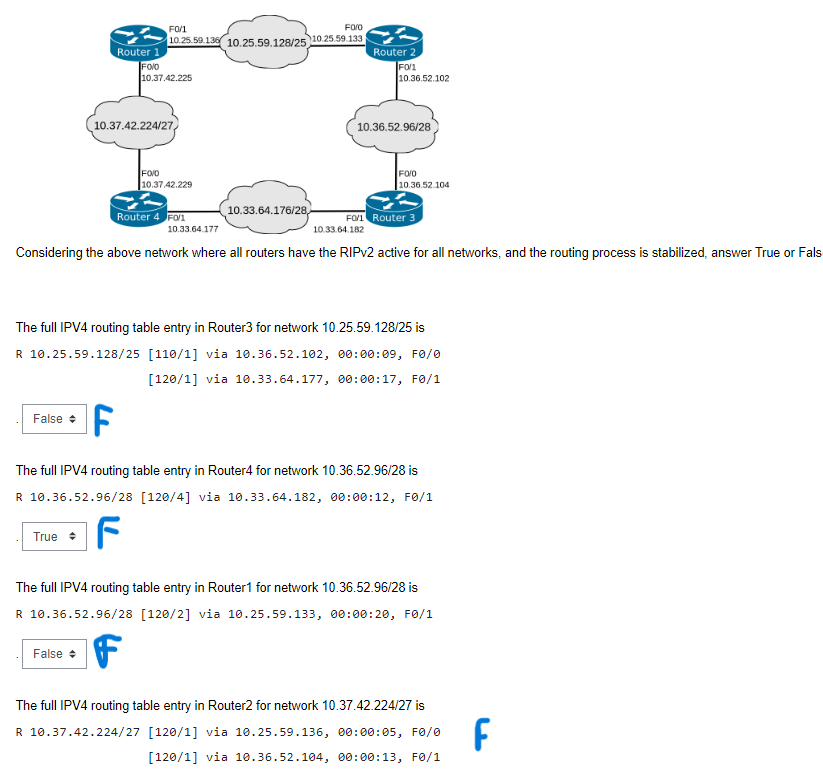 F0/1
10.25.59.136
10.25.59.128/25
F0/0
10.25.59.133
Router 1
Router 2
F0/0
10.37.42.225
F0/1
10.36.52.102
10.37.42.224/27
10.36.52.96/28
F0/0
10.37.42.229
F0/0
10.36.52.104
10.33.64.176/28
Router 4
F0/1
10.33.64.177
F0/1
10.33.64.182
Router 3
Considering the above network where all routers have the RIPv2 active for all networks, and the routing process is stabilized, answer True or Fals
The full IPV4 routing table entry in Router3 for network 10.25.59.128/25 is
R 10.25.59.128/25 [110/1] via 10.36.52.102, 00:00:09, F0/0
[120/1] via 10.33.64.177, 00:00:17, F0/1
. False F
The full IPV4 routing table entry in Router4 for network 10.36.52.96/28 is
R 10.36.52.96/28 [120/4] via 10.33.64.182, 00:00:12, F0/1
. True F
The full IPV4 routing table entry in Router1 for network 10.36.52.96/28 is
R 10.36.52.96/28 [120/2] via 10.25.59.133, 00:00:20, F0/1
. False F
The full IPV4 routing table entry in Router2 for network 10.37.42.224/27 is
R 10.37.42.224/27 [120/1] via 10.25.59.136, 00:00:05, F0/0 F
[120/1] via 10.36.52.104, 00:00:13, F0/1